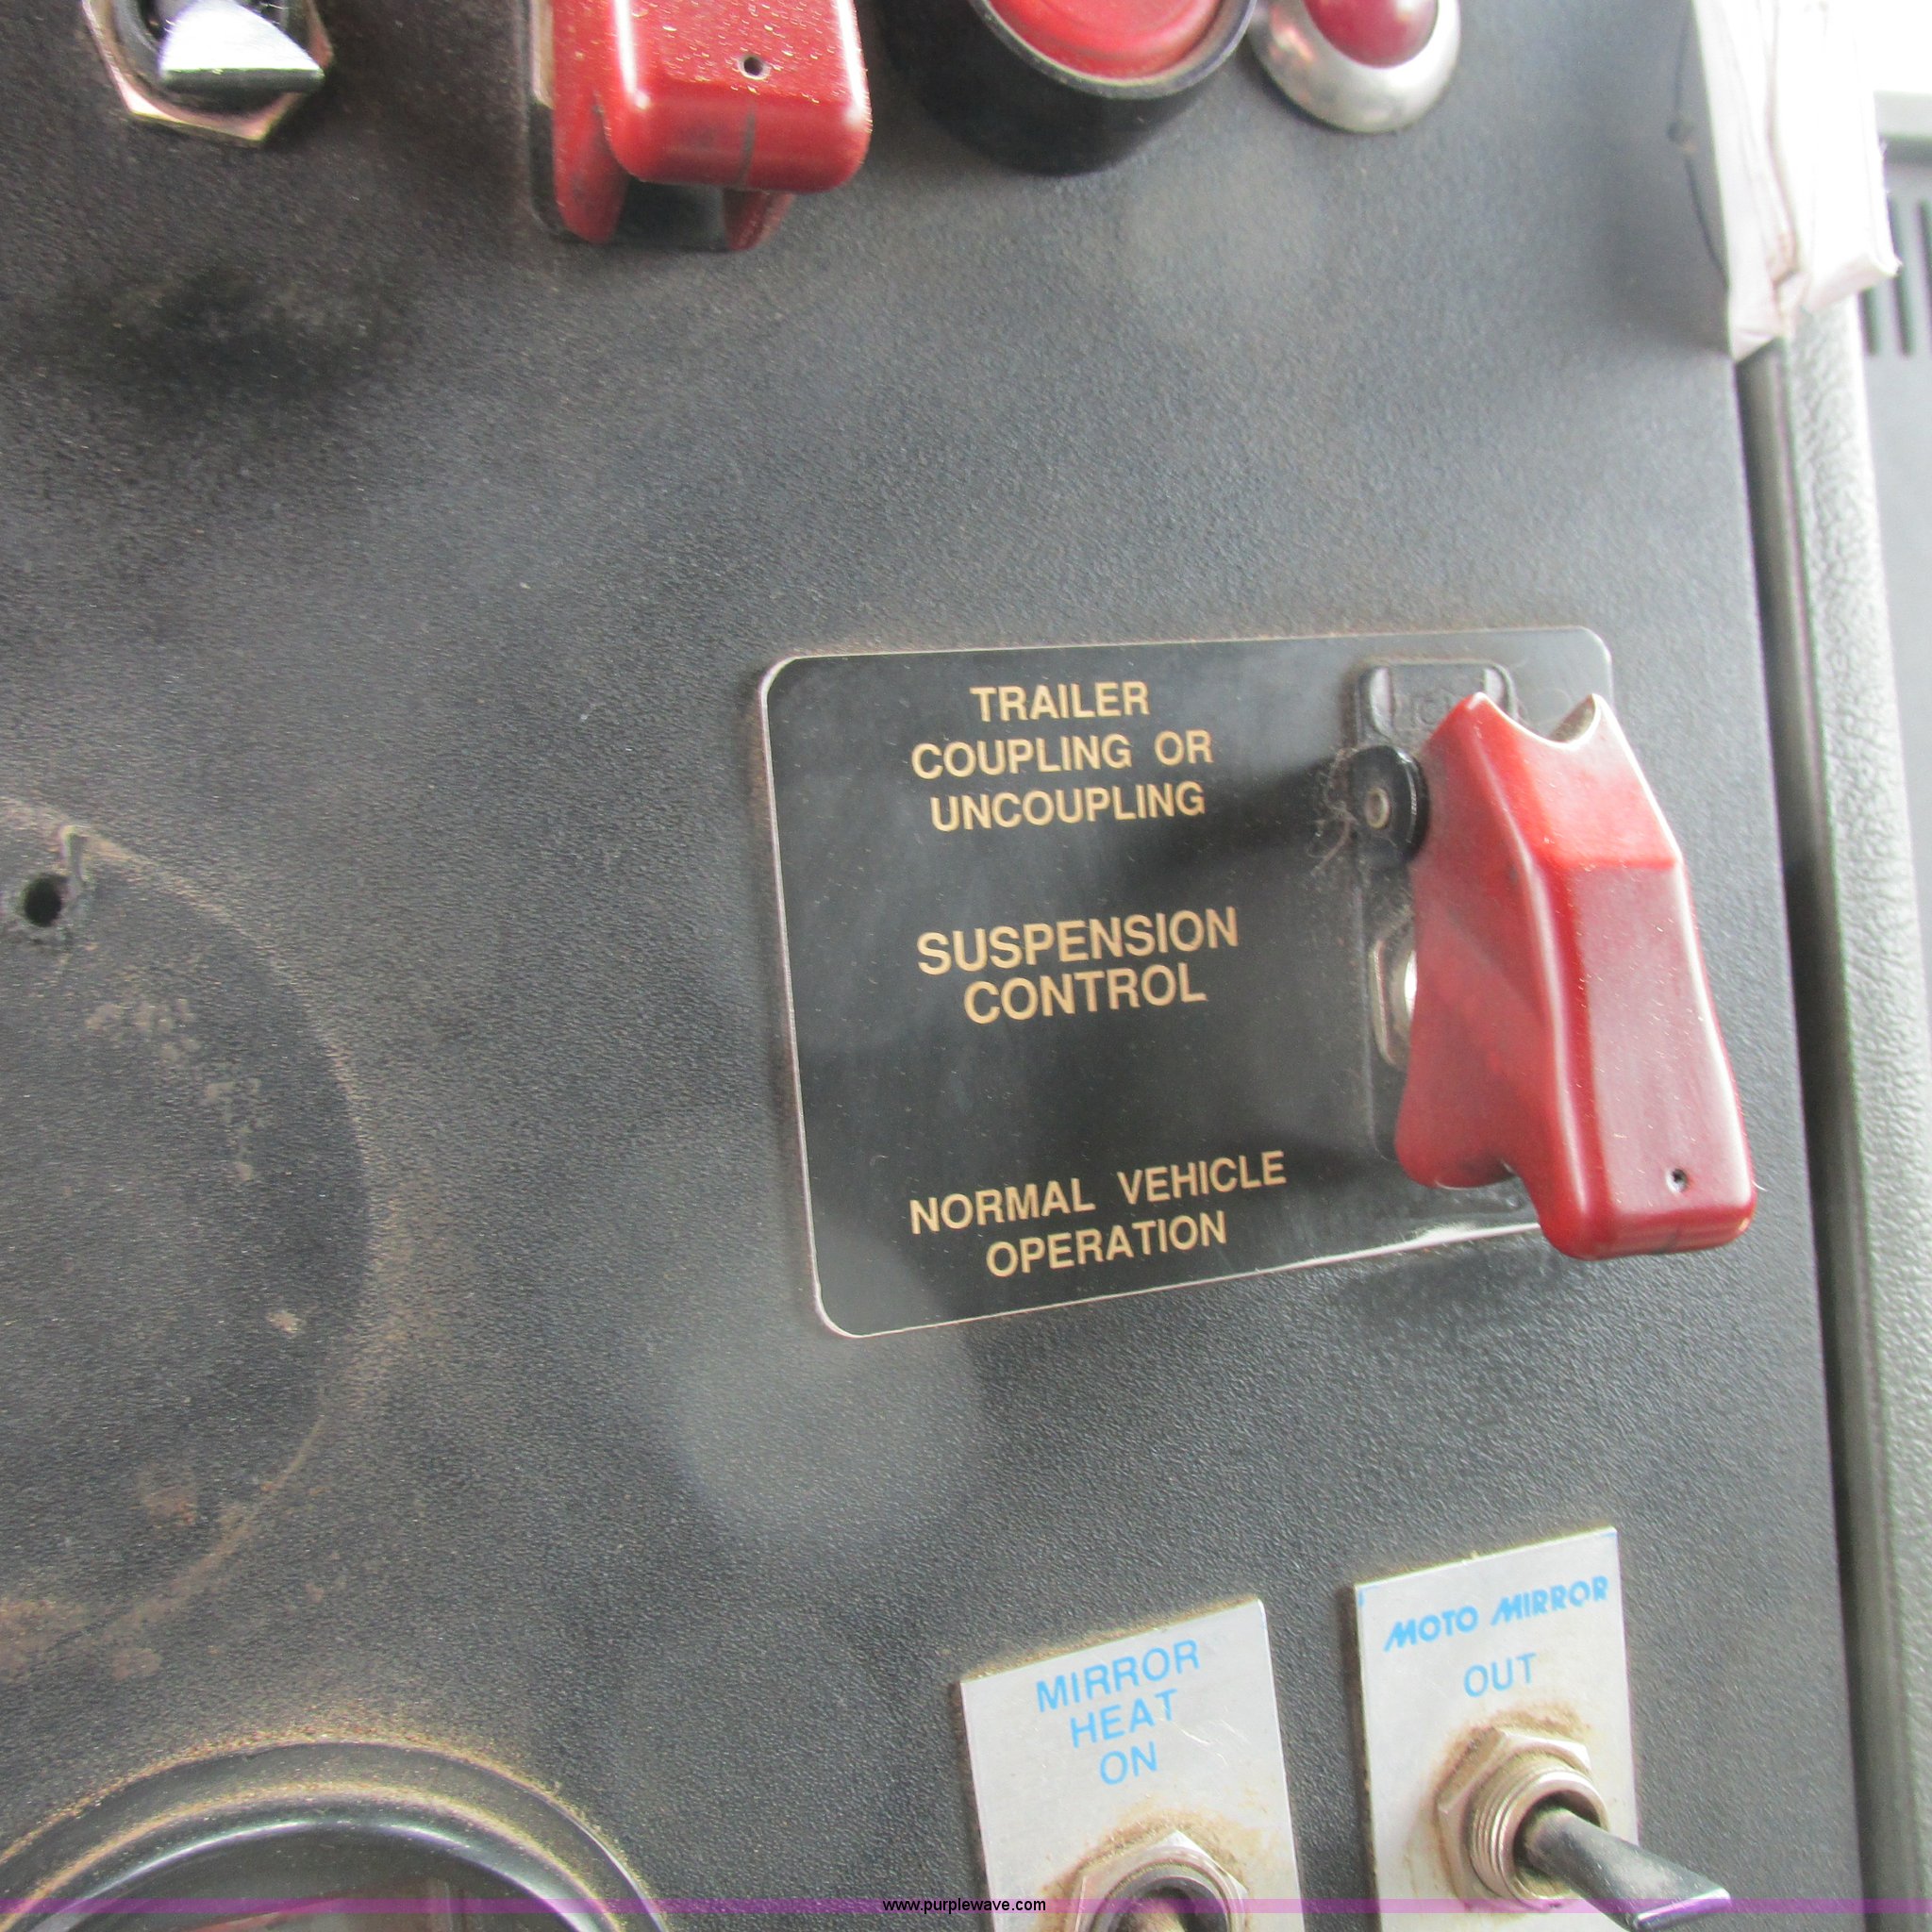 TRAILER
COUPLING OR
UNCOUPLING
SUSPENSION
CONTROL
NORMAL VEHICLE
OPERATION
MIRROR
HEAT
ON
MOTO MIRROR
OUT
www.purplewave.com